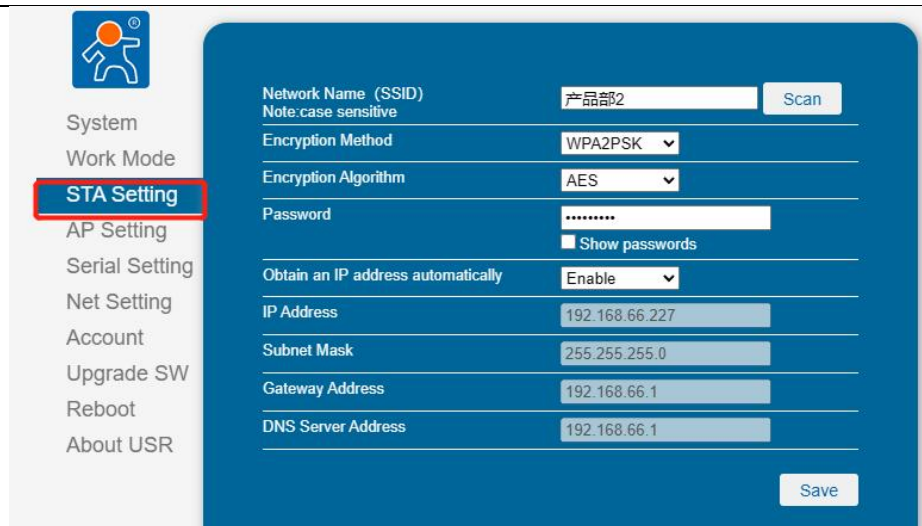 ®
System
Work Mode
STA Setting
AP Setting
Serial Setting
Net Setting
Account
Upgrade SW
Reboot
About USR
Network Name (SSID)
Note:case sensitive
产品部2
Scan
Encryption Method
WPA2PSK
Encryption Algorithm
AES
Password
•••••••••
Show passwords
Obtain an IP address automatically
Enable
IP Address
192.168.66.227
Subnet Mask
255.255.255.0
Gateway Address
192.168.66.1
DNS Server Address
192.168.66.1
Save